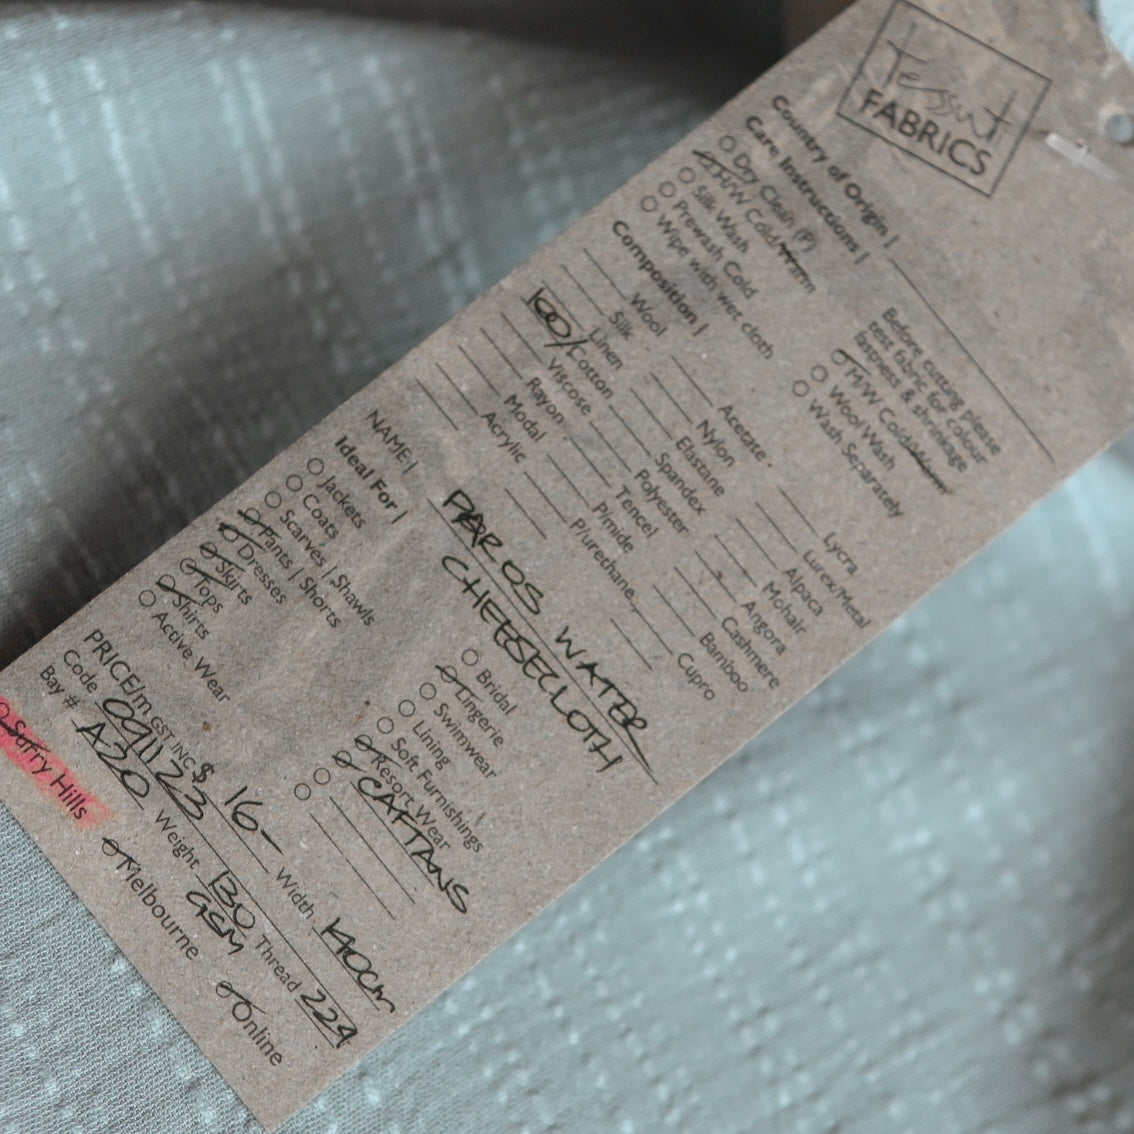 Tessuti
FABRICS
Country of Origin |
Care Instructions |
Dry Clean (P)
H/W Cold/Warm
Silk Wash
Prewash Cold
Wipe with wet cloth
Before cutting please
test fabric for colour
fastness & shrinkage
M/W Cold/Warm
Wool Wash
Wash Separately
Composition |
Wool
Silk
Linen
100/ Cotton
Viscose
Rayon
Modal
Acrylic
Acetate
Nylon
Elastane
Spandex
Polyester
Tencel
P/mide
P/urethane
Lycra
Lurex/Metal
Alpaca
Mohair
Angora
Cashmere
Bamboo
Cupro
NAME | PAROS WATER
CHEESECLOTH
Ideal For |
Jackets
Coats
Scarves | Shawls
Pants | Shorts
Dresses
Skirts
Tops
Shirts
Active Wear
Bridal
Lingerie
Swimwear
Lining
Soft Furnishings
Resort Wear
CAFTANS
PRICE/m GST INC $ 16- Width 140cm
Code 091123 Weight 130 GSM Thread 224
Bay # A20
Surry Hills Melbourne Online